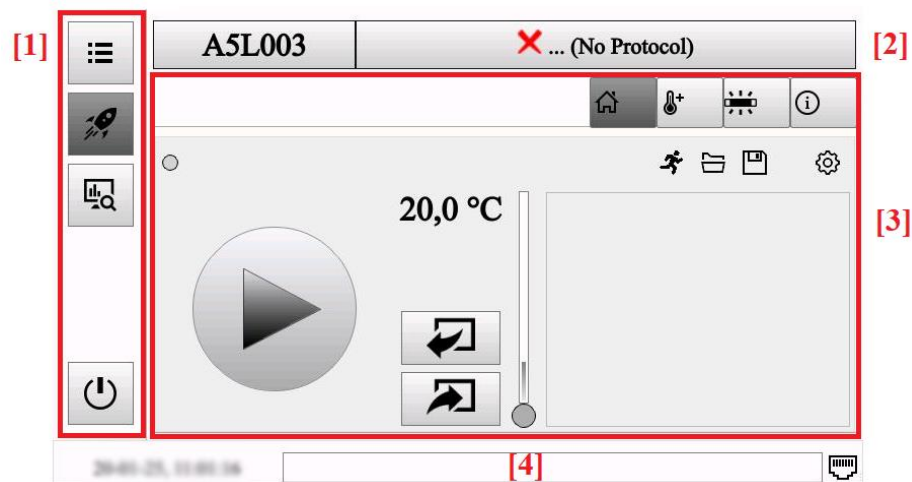 [1]
A5L003
... (No Protocol)
[2]
20,0 °C
[3]
[4]